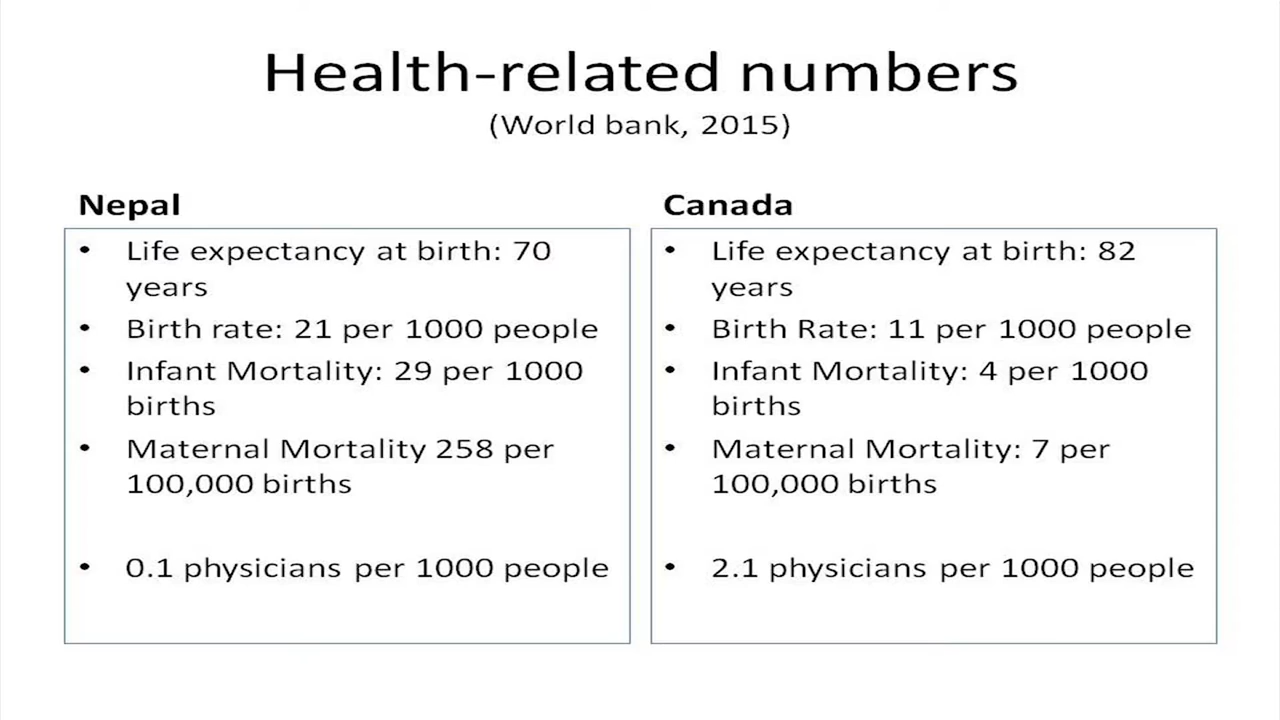 Health-related numbers
(World bank, 2015)
Nepal
• Life expectancy at birth: 70
years
• Birth rate: 21 per 1000 people
• Infant Mortality: 29 per 1000
births
• Maternal Mortality 258 per
100,000 births
• 0.1 physicians per 1000 people
Canada
• Life expectancy at birth: 82
years
• Birth Rate: 11 per 1000 people
• Infant Mortality: 4 per 1000
births
• Maternal Mortality: 7 per
100,000 births
• 2.1 physicians per 1000 people